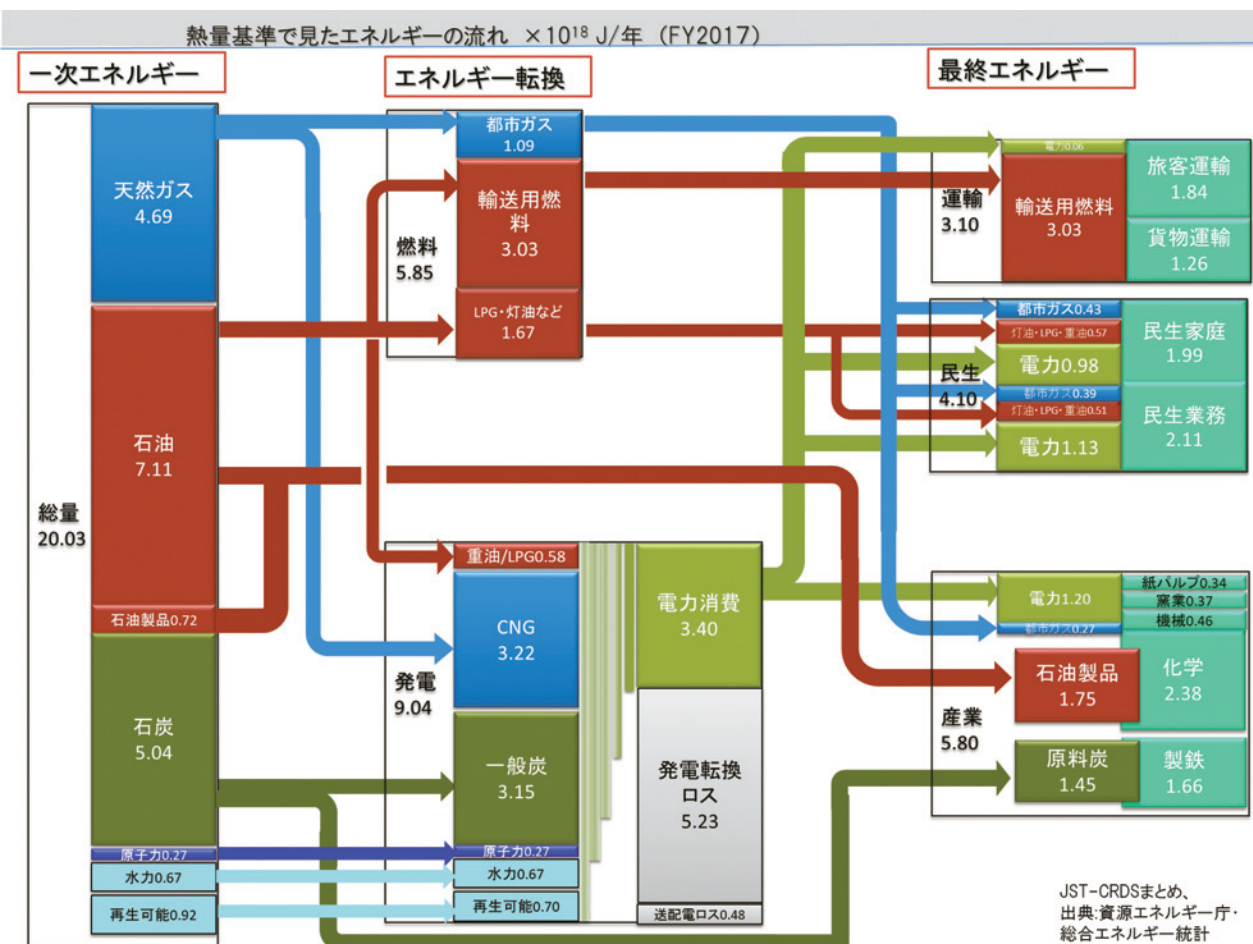 熱量基準で見たエネルギーの流れ ×10¹⁸ J/年 (FY2017)
一次エネルギー
エネルギー転換
最終エネルギー
総量
20.03
天然ガス
4.69
石油
7.11
石油製品0.72
石炭
5.04
原子力0.27
水力0.67
再生可能0.92
燃料
5.85
都市ガス
1.09
輸送用燃
料
3.03
LPG・灯油など
1.67
発電
9.04
重油/LPG0.58
CNG
3.22
一般炭
3.15
原子力0.27
水力0.67
再生可能0.70
電力消費
3.40
発電転換
ロス
5.23
送配電ロス0.48
運輸
3.10
電力0.06
輸送用燃料
3.03
旅客運輸
1.84
貨物運輸
1.26
民生
4.10
都市ガス0.43
灯油・LPG・重油0.57
電力0.98
都市ガス0.39
灯油・LPG・重油0.51
電力1.13
民生家庭
1.99
民生業務
2.11
産業
5.80
電力1.20
都市ガス0.27
石油製品
1.75
原料炭
1.45
紙パルプ0.34
窯業0.37
機械0.46
化学
2.38
製鉄
1.66
JST-CRDSまとめ、
出典:資源エネルギー庁・
総合エネルギー統計